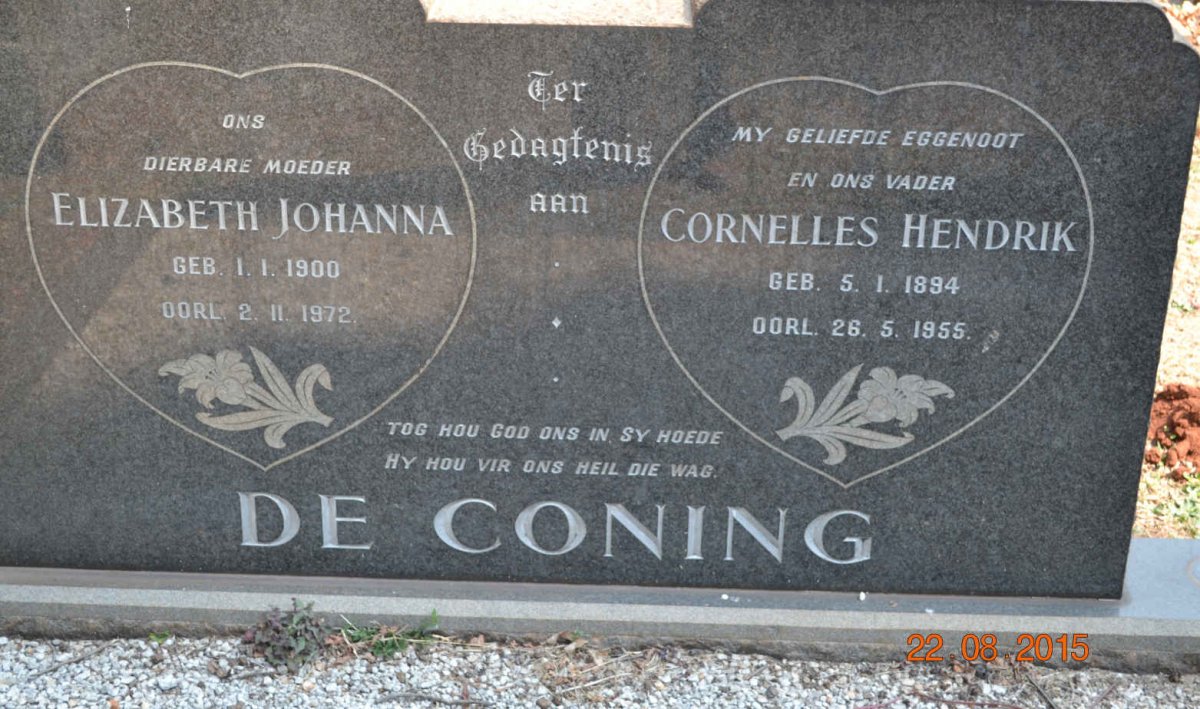 Ter
Gedagtenis
aan
ONS
DIERBARE MOEDER
ELIZABETH JOHANNA
GEB. 1. 1. 1900
OORL. 2. 11. 1972.
MY GELIEFDE EGGENOOT
EN ONS VADER
CORNELLES HENDRIK
GEB. 5. 1. 1894
OORL. 26. 5. 1955.
TOG HOU GOD ONS IN SY HOEDE
HY HOU VIR ONS HEIL DIE WAG.
DE CONING
22.08.2015